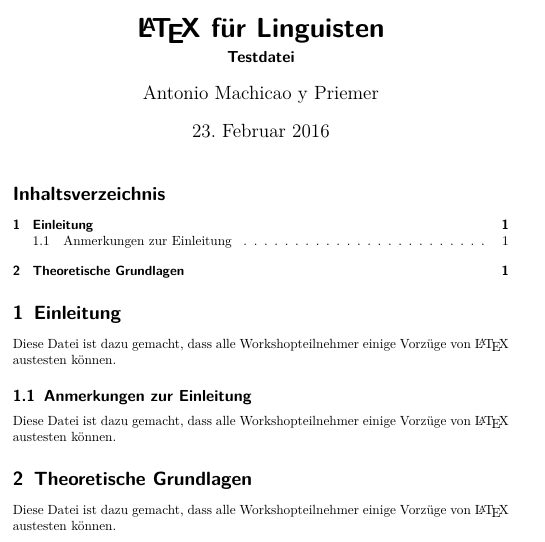 LATEX für Linguisten
Testdatei
Antonio Machicao y Priemer
23. Februar 2016
Inhaltsverzeichnis
1 Einleitung 1
1.1 Anmerkungen zur Einleitung . . . . . . . . . . . . . . . . . . . . . . . . 1
2 Theoretische Grundlagen 1
1 Einleitung
Diese Datei ist dazu gemacht, dass alle Workshopteilnehmer einige Vorzüge von LATEX
austesten können.
1.1 Anmerkungen zur Einleitung
Diese Datei ist dazu gemacht, dass alle Workshopteilnehmer einige Vorzüge von LATEX
austesten können.
2 Theoretische Grundlagen
Diese Datei ist dazu gemacht, dass alle Workshopteilnehmer einige Vorzüge von LATEX
austesten können.